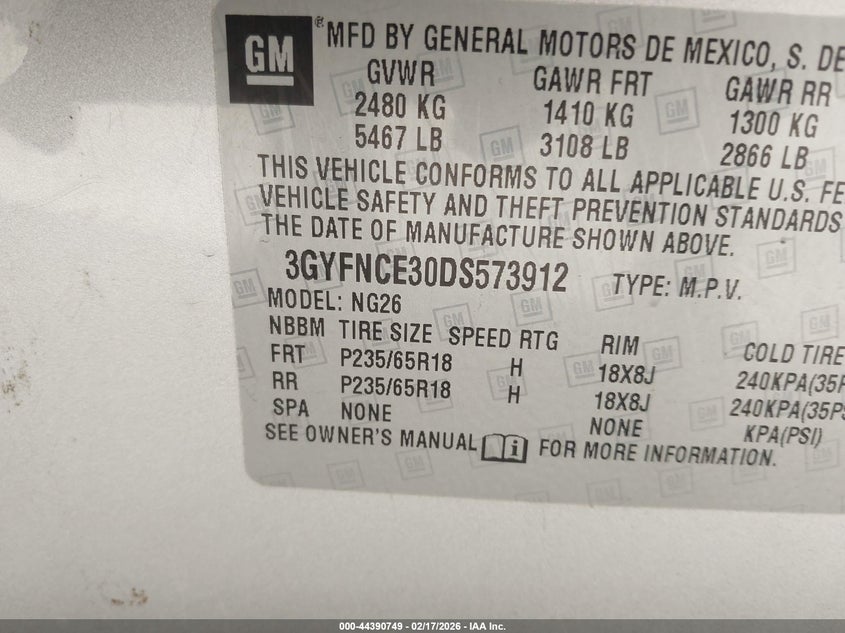 GM
® MFD BY GENERAL MOTORS DE MEXICO, S. DE
GVWR GAWR FRT GAWR RR
2480 KG 1410 KG 1300 KG
5467 LB 3108 LB 2866 LB
THIS VEHICLE CONFORMS TO ALL APPLICABLE U.S. FE
VEHICLE SAFETY AND THEFT PREVENTION STANDARDS
THE DATE OF MANUFACTURE SHOWN ABOVE.
3GYFNCE30DS573912 TYPE: M.P.V.
MODEL: NG26
NBBM TIRE SIZE SPEED RTG RIM COLD TIRE
FRT P235/65R18 H 18X8J 240KPA(35P
RR P235/65R18 H 18X8J 240KPA(35PS
SPA NONE NONE KPA(PSI)
SEE OWNER'S MANUAL i FOR MORE INFORMATION.
000-44390749 - 02/17/2026 - IAA Inc.